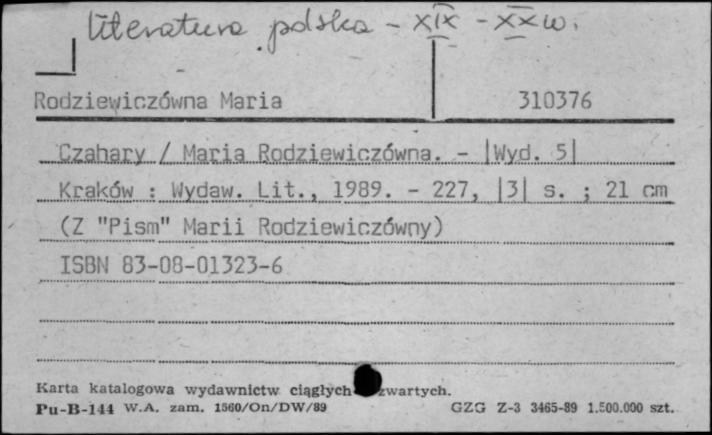 Literatura polska - XIX - XX w.
Rodziewiczówna Maria 310376
Czahary / Maria Rodziewiczówna. - |Wyd. 5|
Kraków : Wydaw. Lit., 1989. - 227, |3| s. ; 21 cm
(Z "Pism" Marii Rodziewiczówny)
ISBN 83-08-01323-6
Karta katalogowa wydawnictw ciągłych zwartych.
Pu-B-144 W.A. zam. 1560/On/DW/89 GZG Z-3 3465-89 1.500.000 szt.